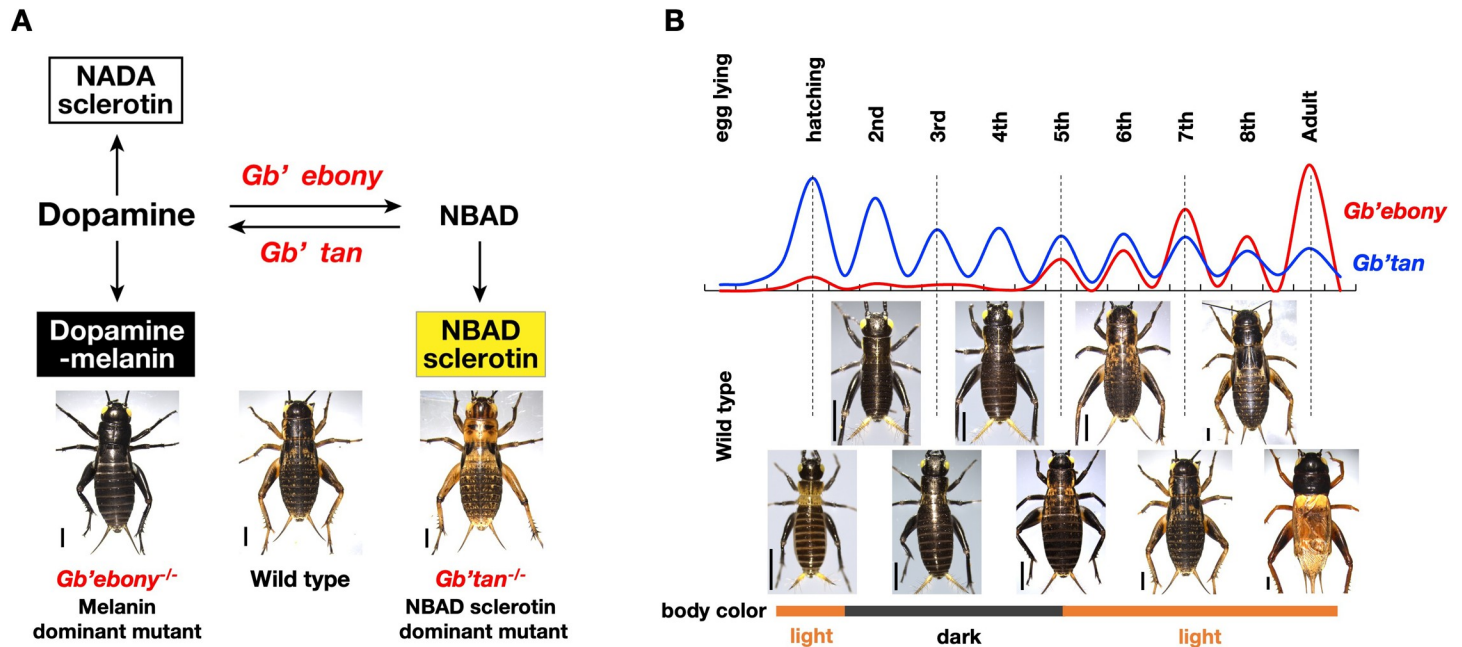 A
NADA
sclerotin
Gb’ ebony
Dopamine
NBAD
Gb’ tan
Dopamine
-melanin
NBAD
sclerotin
Gb’ebony-/-
Melanin
dominant mutant
Wild type
Gb’tan-/-
NBAD sclerotin
dominant mutant
B
egg lying
hatching
2nd
3rd
4th
5th
6th
7th
8th
Adult
Gb’ebony
Gb’tan
Wild type
body color
light
dark
light